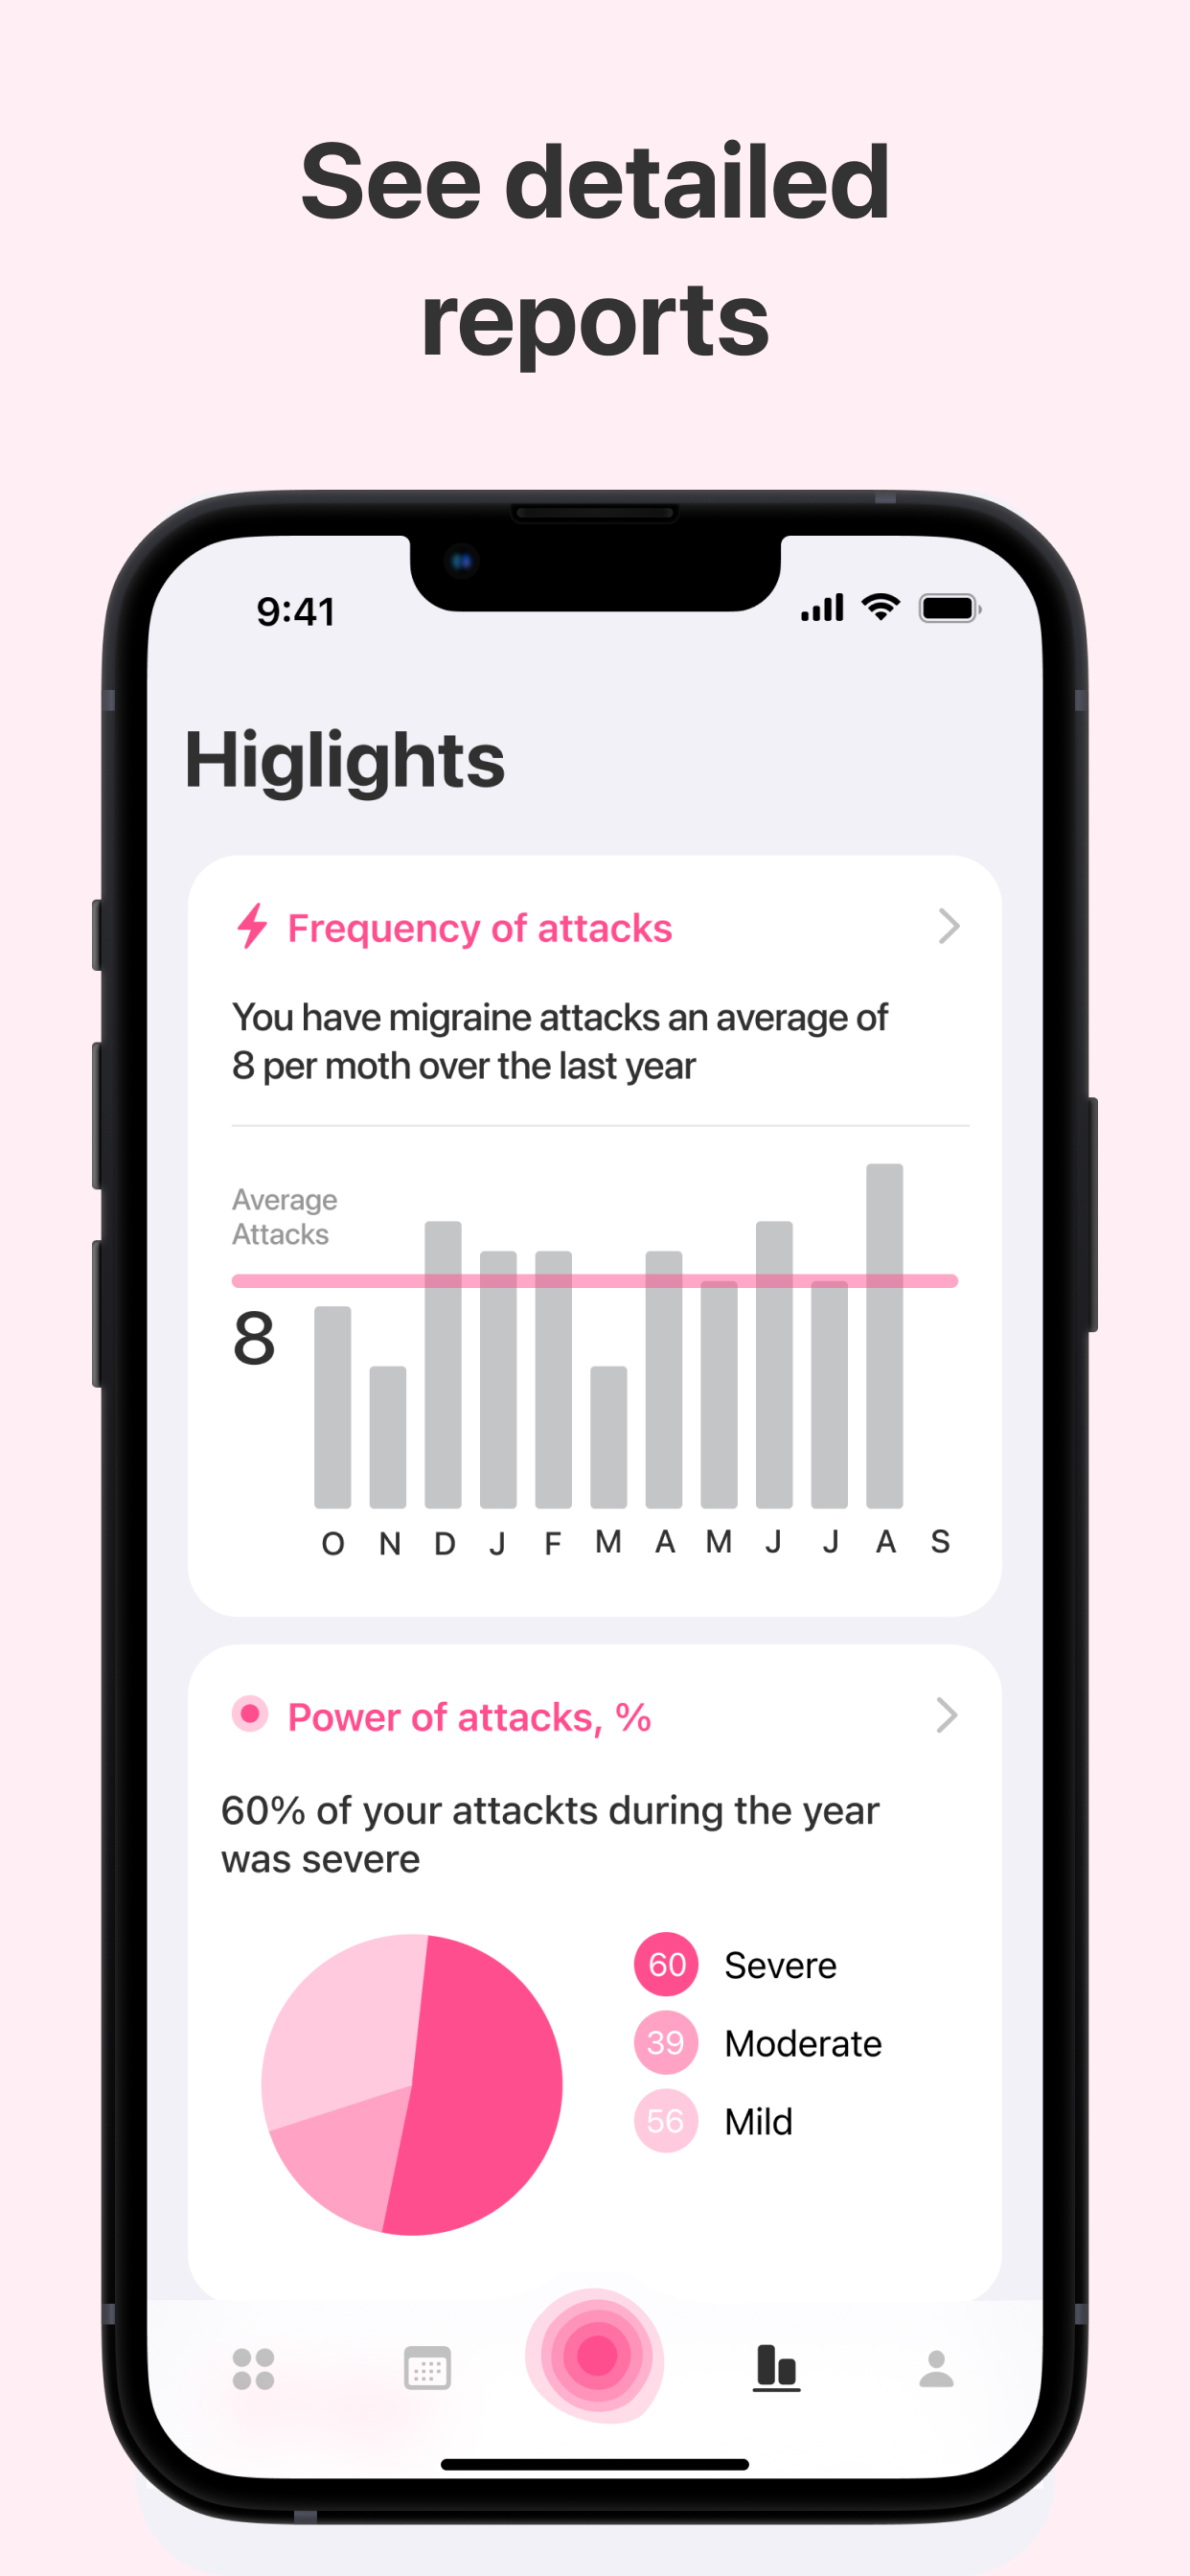 See detailed
reports
9:41
Higlights
Frequency of attacks
You have migraine attacks an average of
8 per moth over the last year
Average
Attacks
8
O N D J F M A M J J A S
Power of attacks, %
60% of your attackts during the year
was severe
60 Severe
39 Moderate
56 Mild